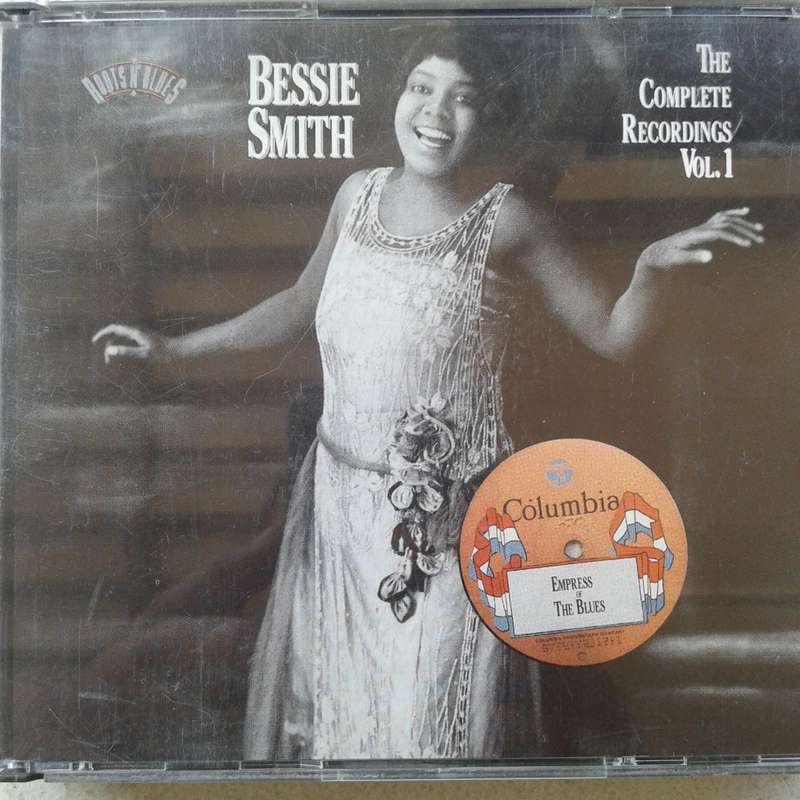 ROOTS N' BLUES
BESSIE
SMITH
THE
COMPLETE
RECORDINGS
VOL. 1
Columbia
EMPRESS
OF
THE BLUES